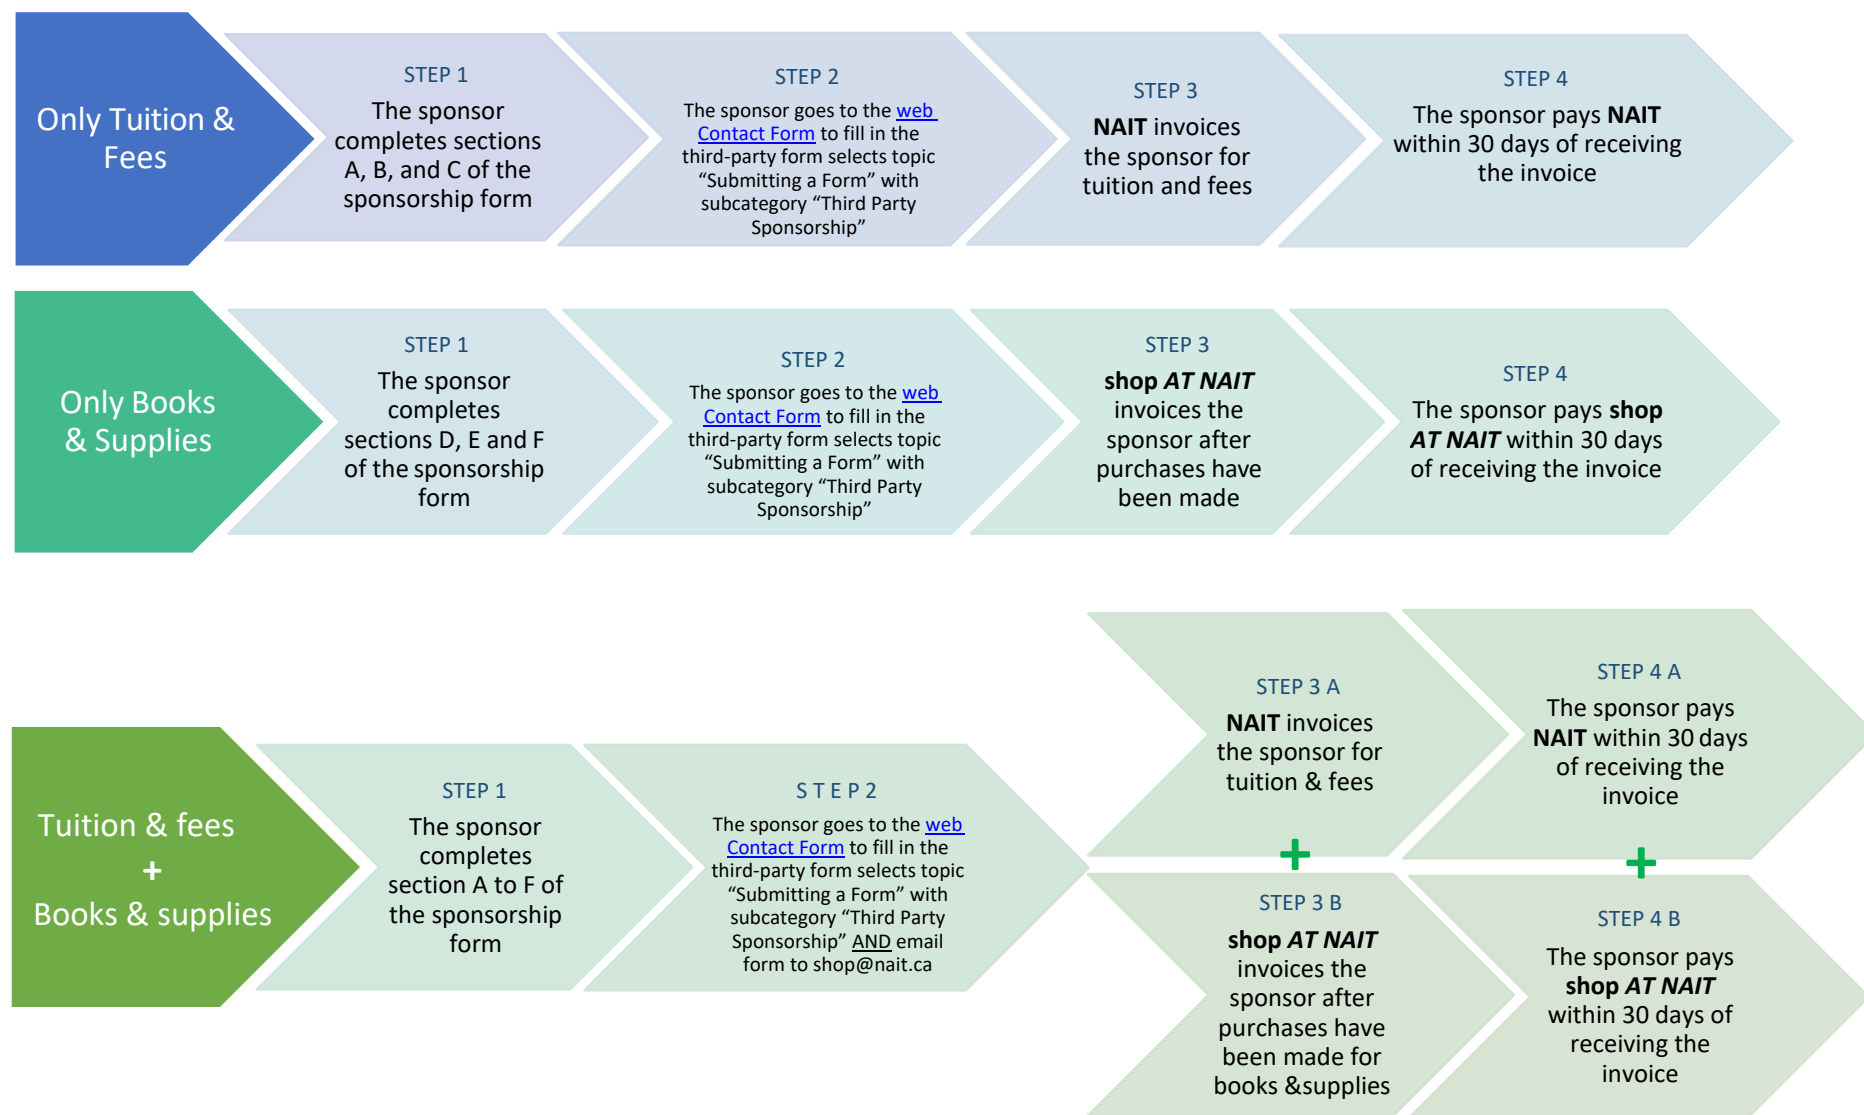 Only Tuition &
Fees
STEP 1
The sponsor
completes sections
A, B, and C of the
sponsorship form
STEP 2
The sponsor goes to the web
Contact Form to fill in the
third-party form selects topic
“Submitting a Form” with
subcategory “Third Party
Sponsorship”
STEP 3
NAIT invoices
the sponsor for
tuition and fees
STEP 4
The sponsor pays NAIT
within 30 days of receiving
the invoice
Only Books
& Supplies
STEP 1
The sponsor
completes
sections D, E and F
of the sponsorship
form
STEP 2
The sponsor goes to the web
Contact Form to fill in the
third-party form selects topic
“Submitting a Form” with
subcategory “Third Party
Sponsorship”
STEP 3
shop AT NAIT
invoices the
sponsor after
purchases have
been made
STEP 4
The sponsor pays shop
AT NAIT within 30 days
of receiving the invoice
Tuition & fees
+
Books & supplies
STEP 1
The sponsor
completes
section A to F of
the sponsorship
form
S T E P 2
The sponsor goes to the web
Contact Form to fill in the
third-party form selects topic
“Submitting a Form” with
subcategory “Third Party
Sponsorship” AND email
form to shop@nait.ca
STEP 3 A
NAIT invoices
the sponsor for
tuition & fees
+
STEP 3 B
shop AT NAIT
invoices the
sponsor after
purchases have
been made for
books &supplies
STEP 4 A
The sponsor pays
NAIT within 30 days
of receiving the
invoice
+
STEP 4 B
The sponsor pays
shop AT NAIT
within 30 days of
receiving the
invoice